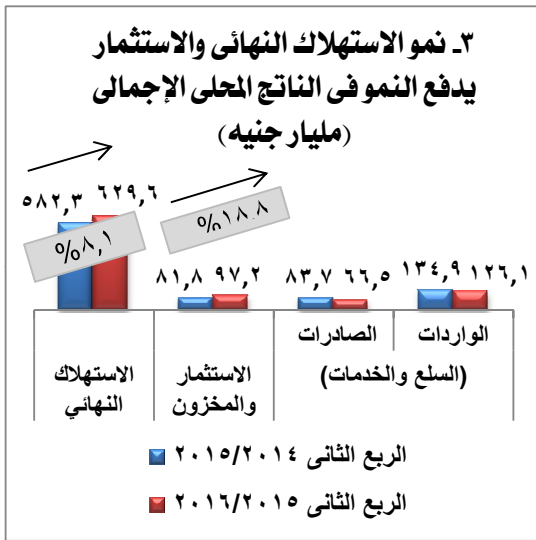 ٣ـ نمو الاستهلاك النهائى والاستثمار
يدفع النمو فى الناتج المحلى الإجمالى
(مليار جنيه)
٥٨٢,٣ ٦٢٩,٦
%٨,١
%١٨.٨
٨١,٨ ٩٧,٢
٨٣,٧ ٦٦,٥
١٣٤,٩ ١٢٦,١
الاستهلاك
النهائي
الاستثمار
والمخزون
الصادرات
الواردات
(السلع والخدمات)
الربع الثانى ٢٠١٥/٢٠١٤
الربع الثانى ٢٠١٦/٢٠١٥